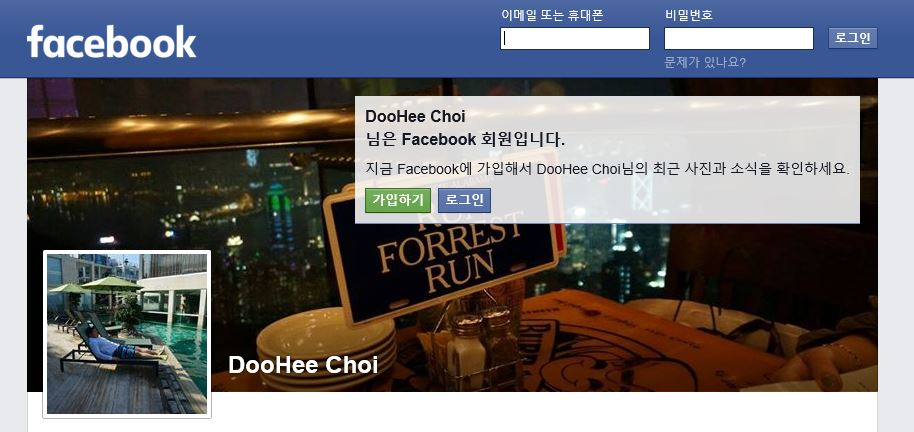 facebook
이메일 또는 휴대폰
비밀번호
로그인
문제가 있나요?
DooHee Choi
님은 Facebook 회원입니다.
지금 Facebook에 가입해서 DooHee Choi님의 최근 사진과 소식을 확인하세요.
가입하기 로그인
RUN
FORREST
RUN
DooHee Choi